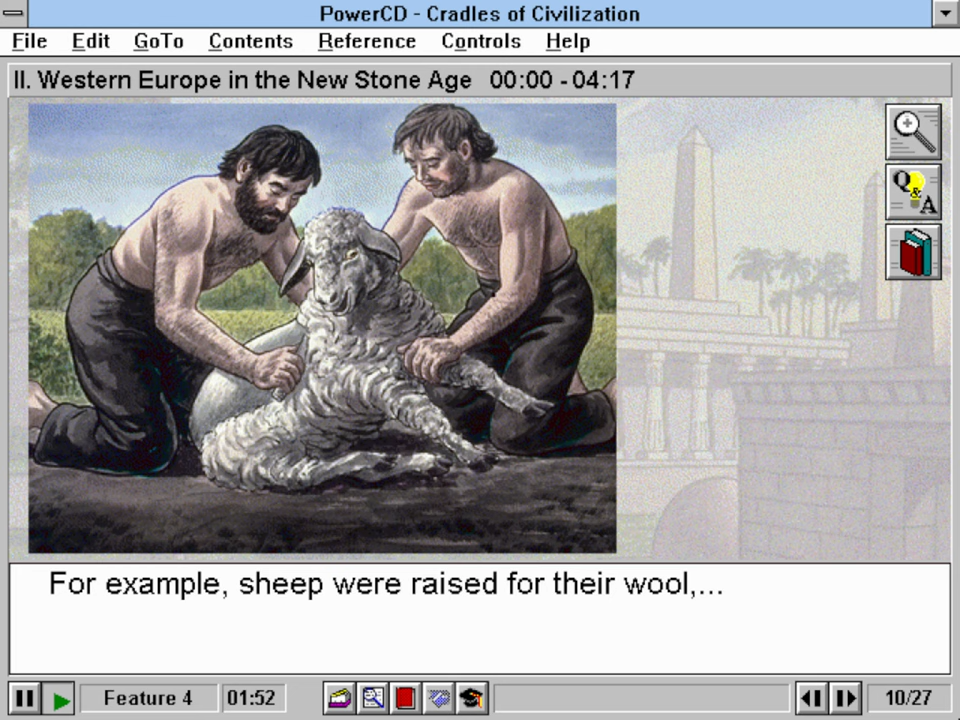 PowerCD - Cradles of Civilization
File Edit GoTo Contents Reference Controls Help
II. Western Europe in the New Stone Age 00:00 - 04:17
Q & A
For example, sheep were raised for their wool,...
Feature 4 01:52 10/27